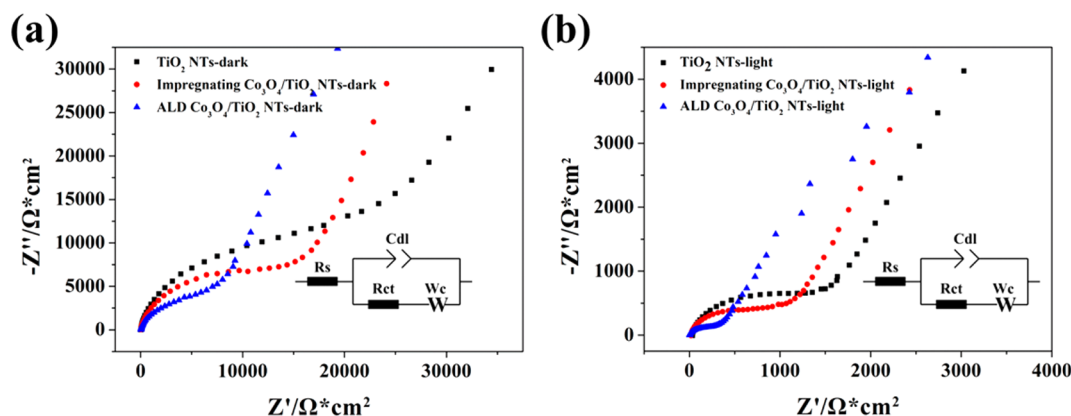 (a)
30000
25000
20000
15000
10000
5000
0
-Z''/Ω*cm²
TiO₂ NTs-dark
Impregnating Co₃O₄/TiO₂ NTs-dark
ALD Co₃O₄/TiO₂ NTs-dark
Cdl
Rs
Rct
Wc
0
10000
20000
30000
Z'/Ω*cm²
(b)
4000
3000
2000
1000
0
-Z''/Ω*cm²
TiO₂ NTs-light
Impregnating Co₃O₄/TiO₂ NTs-light
ALD Co₃O₄/TiO₂ NTs-light
Cdl
Rs
Rct
Wc
0
1000
2000
3000
4000
Z'/Ω*cm²